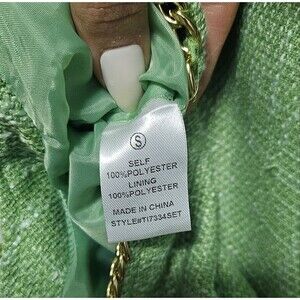 S
SELF
100%POLYESTER
LINING
100%POLYESTER
MADE IN CHINA
STYLE#TI7334SET